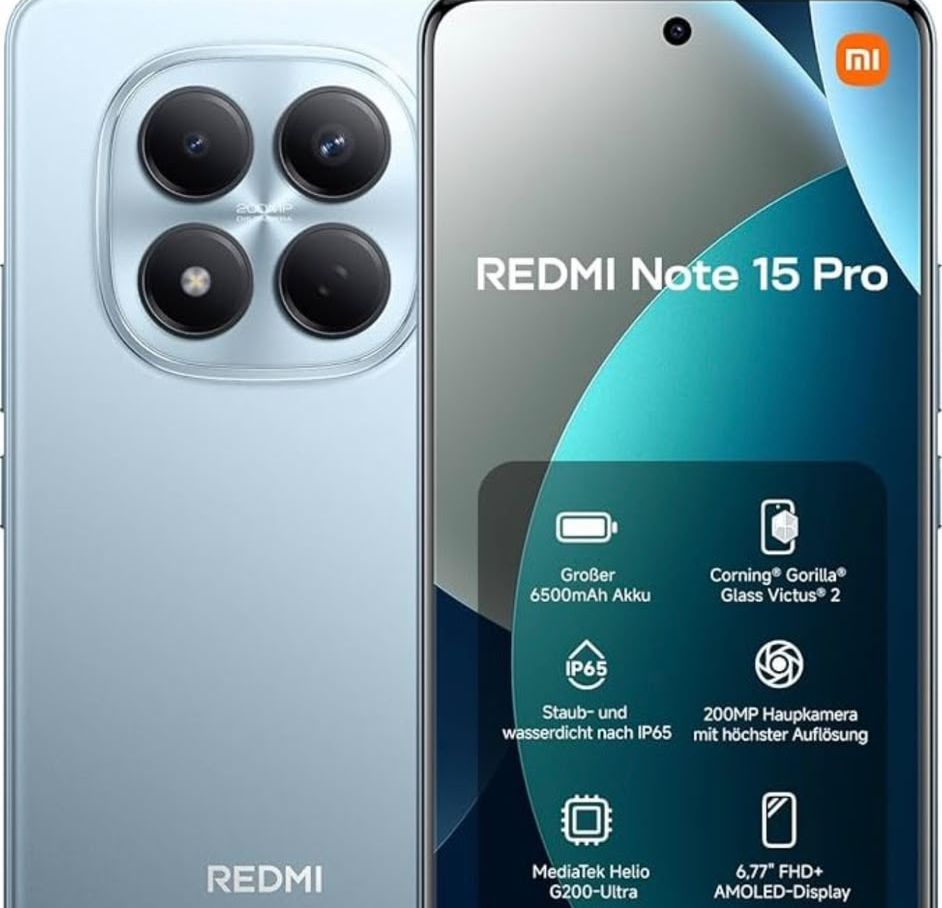 200MP
mi
REDMI Note 15 Pro
Großer
6500mAh Akku
Corning® Gorilla®
Glass Victus® 2
IP65
Staub- und
wasserdicht nach IP65
200MP Haupkamera
mit höchster Auflösung
MediaTek Helio
G200-Ultra
6,77" FHD+
AMOLED-Display
REDMI